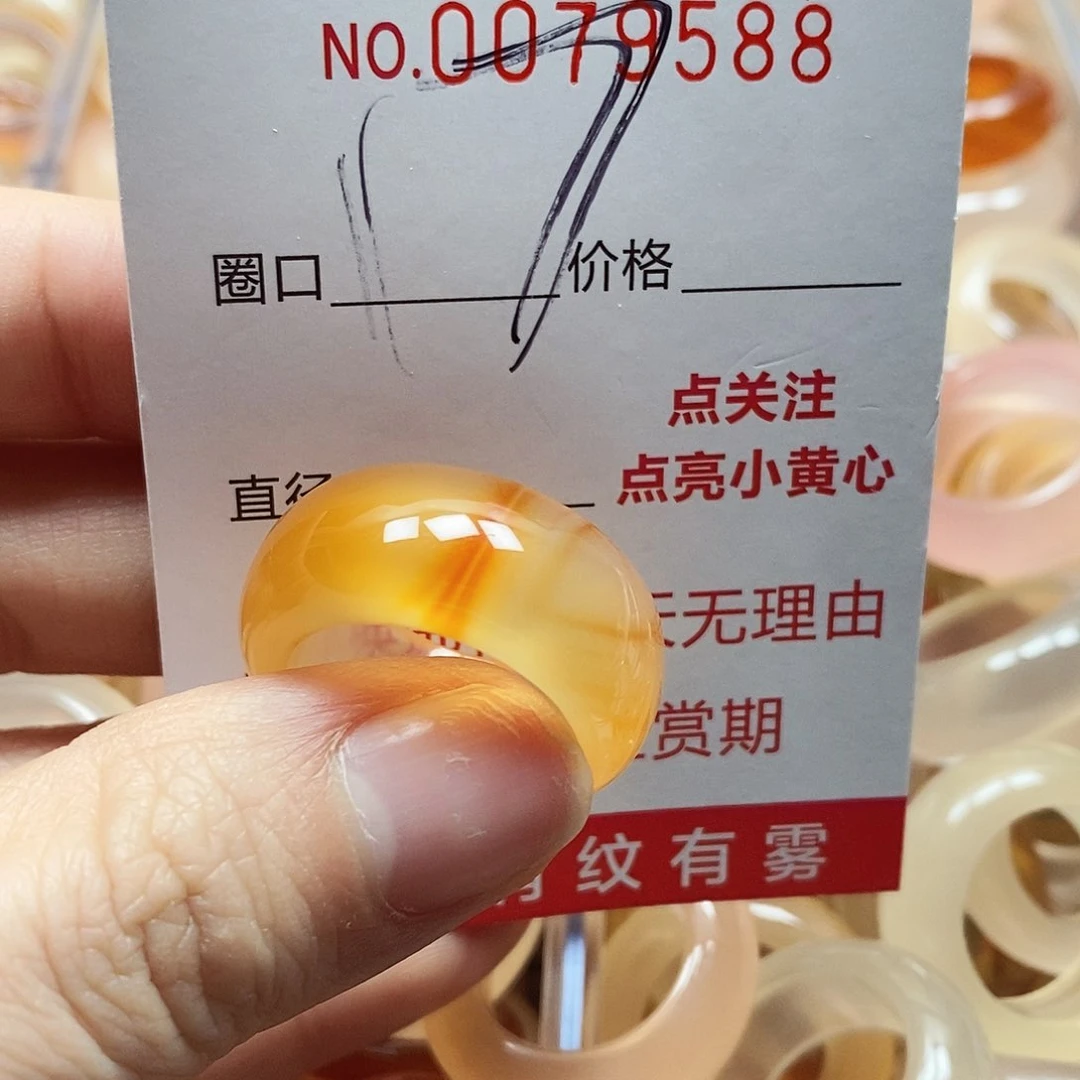 NO.0079588
17
圈口 价格
点关注
直径 点亮小黄心
无理由
赏期
纹有雾